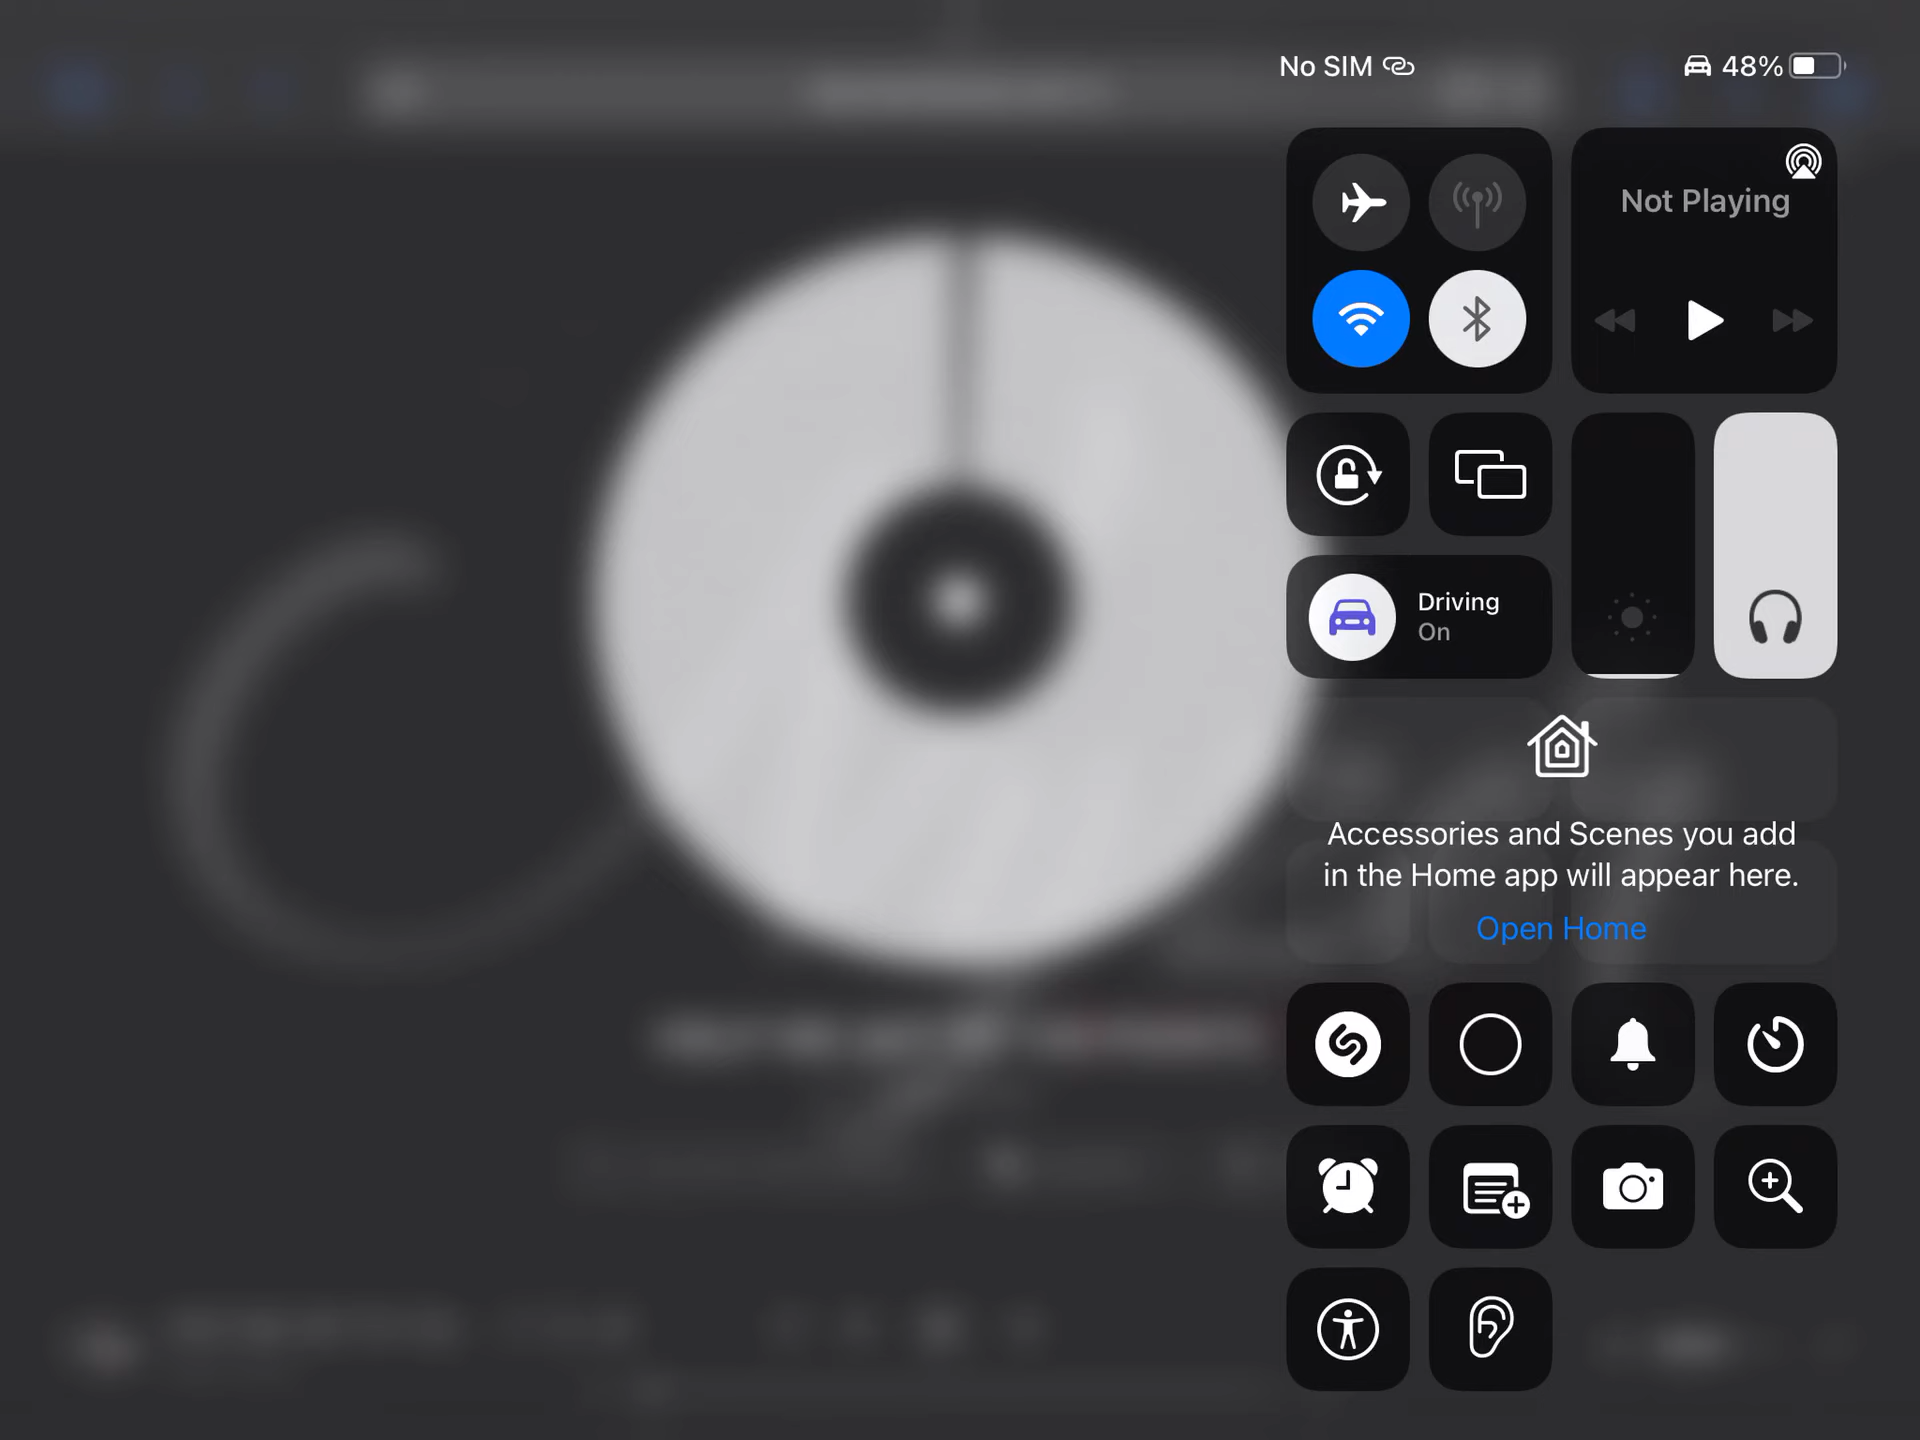 No SIM
48%
Not Playing
Driving
On
Accessories and Scenes you add
in the Home app will appear here.
Open Home